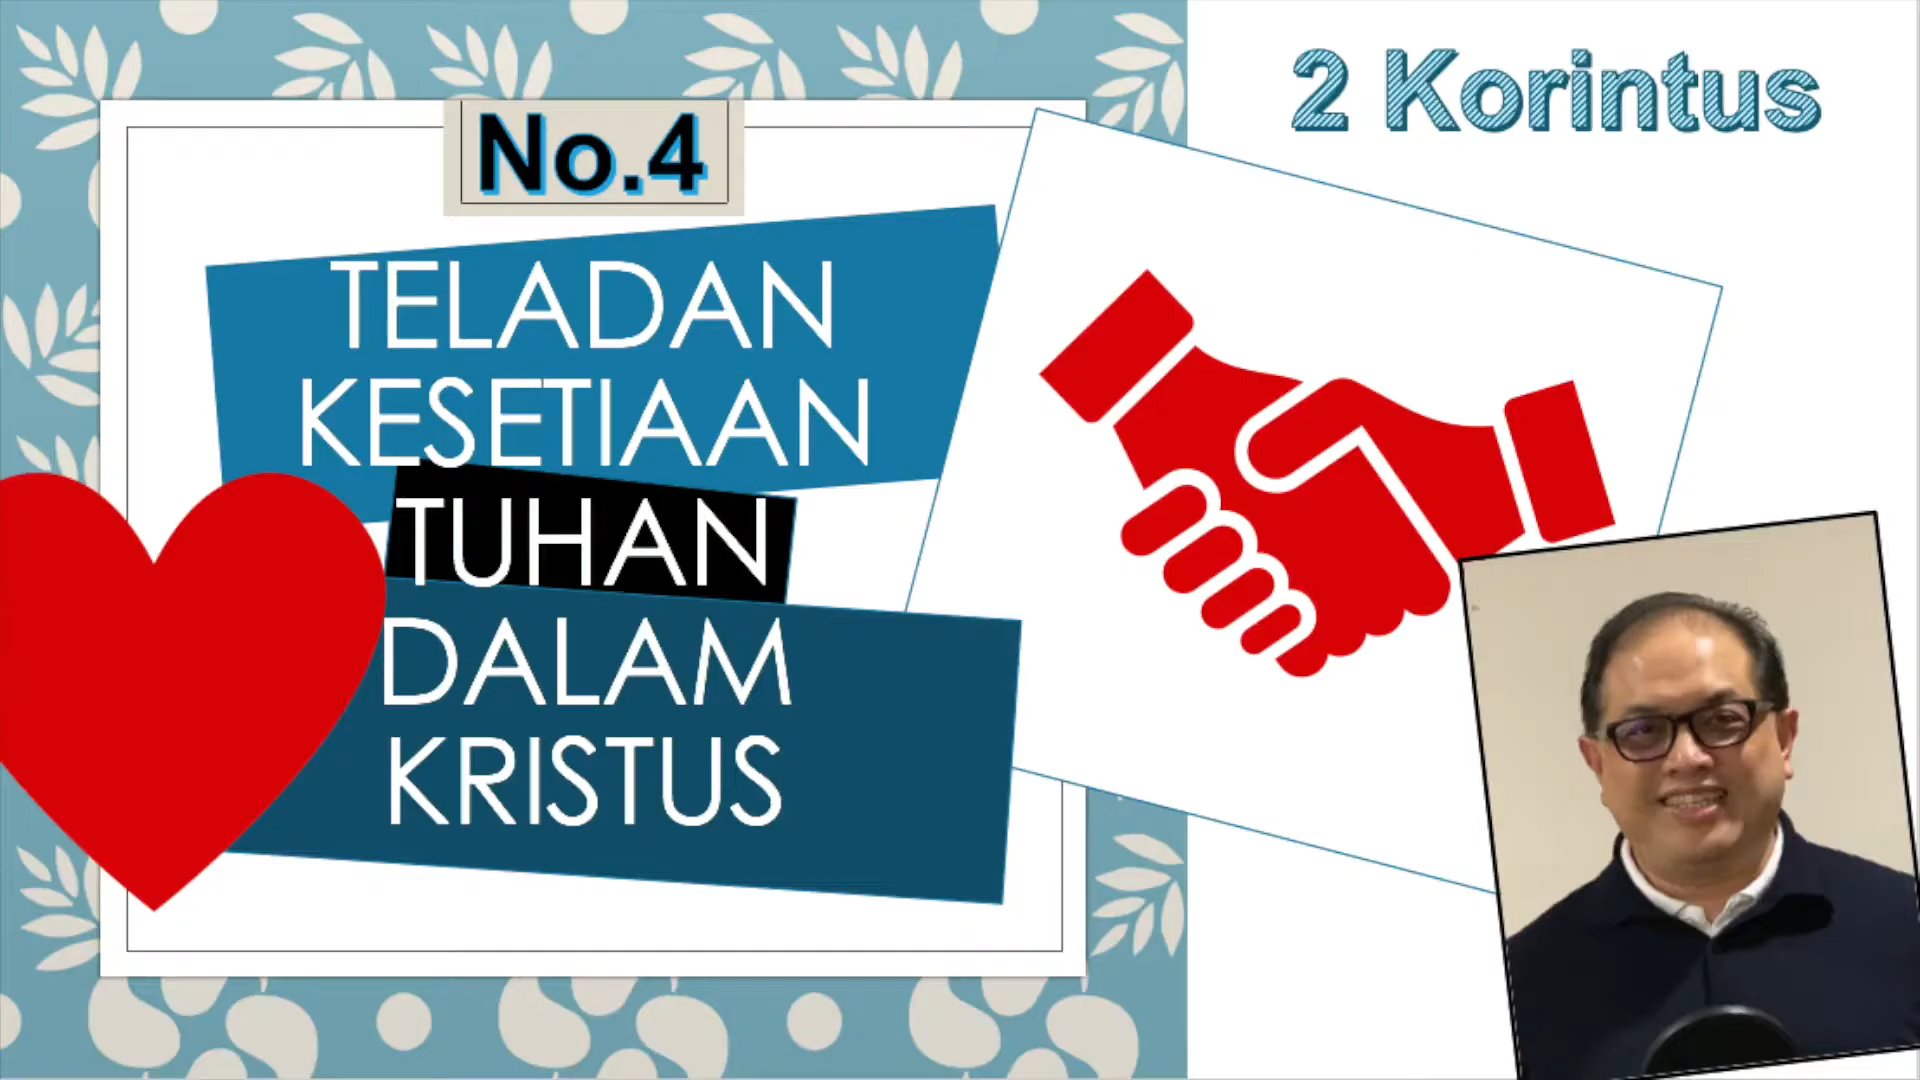 2 Korintus
No.4
TELADAN
KESETIAAN
TUHAN
DALAM
KRISTUS